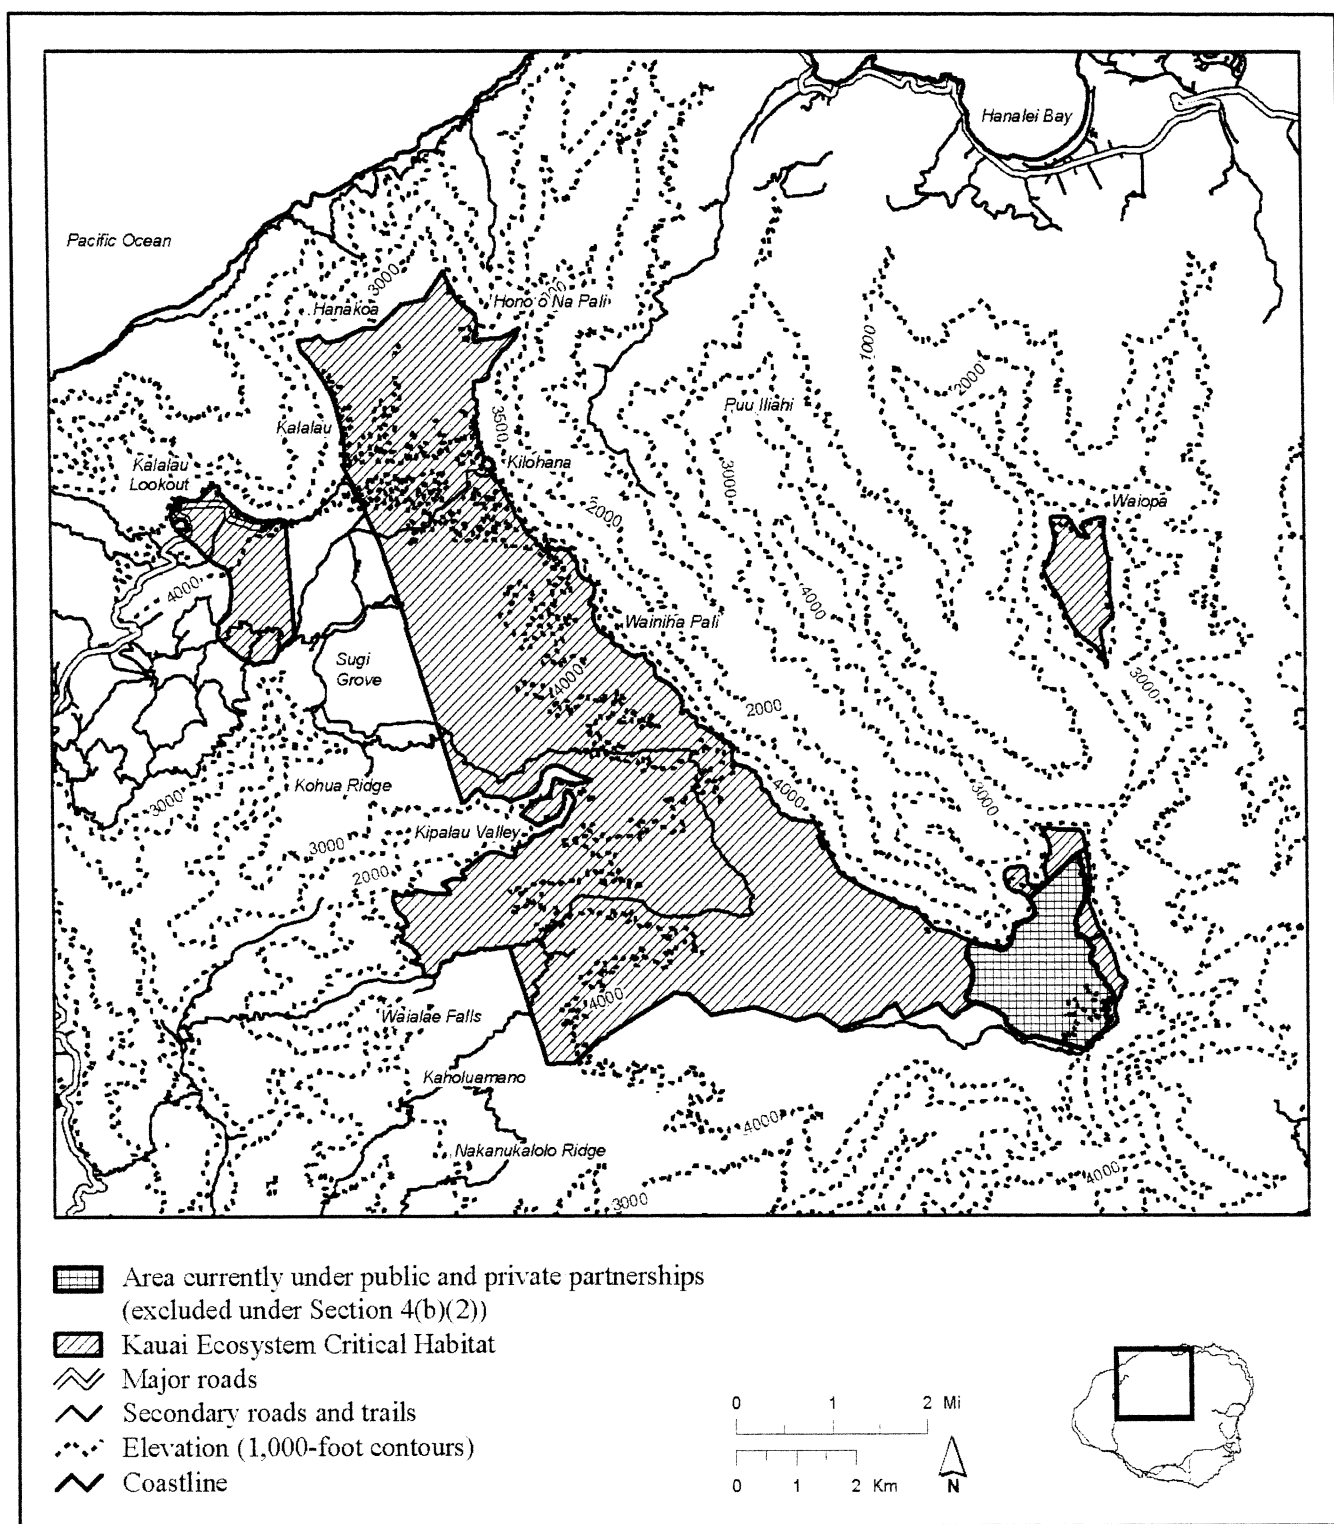 Hanalei Bay
Pacific Ocean
3000
Hanakoa
Hono o Na Pali
1000
2000
Puu Iliahi
3500
Kalalau
Kalalau
Lookout
Kilohana
3000
2000
Waiopa
4000
4000
Wainiha Pali
Sugi
Grove
4000
3000
2000
Kohua Ridge
4000
3000
3000
Kipalau Valley
3000
2000
4000
Waialae Falls
Kaholuamano
4000
Nakanukalolo Ridge
4000
3000
Area currently under public and private partnerships
(excluded under Section 4(b)(2))
Kauai Ecosystem Critical Habitat
Major roads
Secondary roads and trails
Elevation (1,000-foot contours)
Coastline
0 1 2 Mi
0 1 2 Km
N